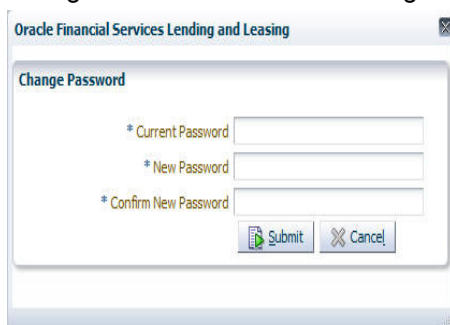 Oracle Financial Services Lending and Leasing
Change Password
* Current Password
* New Password
* Confirm New Password
Submit Cancel